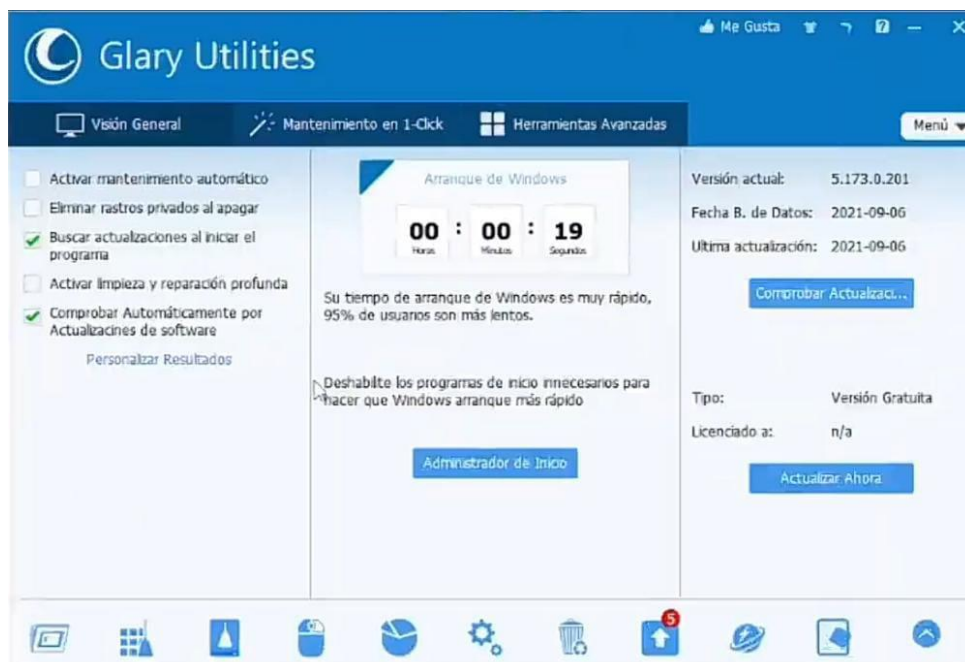 Me Gusta
Glary Utilities
Visión General
Mantenimiento en 1-Click
Herramientas Avanzadas
Menú
Activar mantenimiento automático
Eliminar rastros privados al apagar
Buscar actualizaciones al iniciar el
programa
Activar limpieza y reparación profunda
Comprobar Automáticamente por
Actualizacines de software
Personalizar Resultados
Arranque de Windows
00 : 00 : 19
Horas Minutos Segundos
Su tiempo de arranque de Windows es muy rápido,
95% de usuarios son más lentos.
Deshabilite los programas de inicio innecesarios para
hacer que Windows arranque más rápido
Administrador de Inicio
Versión actual: 5.173.0.201
Fecha B. de Datos: 2021-09-06
Ultima actualización: 2021-09-06
Comprobar Actualizaci...
Tipo: Versión Gratuita
Licenciado a: n/a
Actualizar Ahora
5